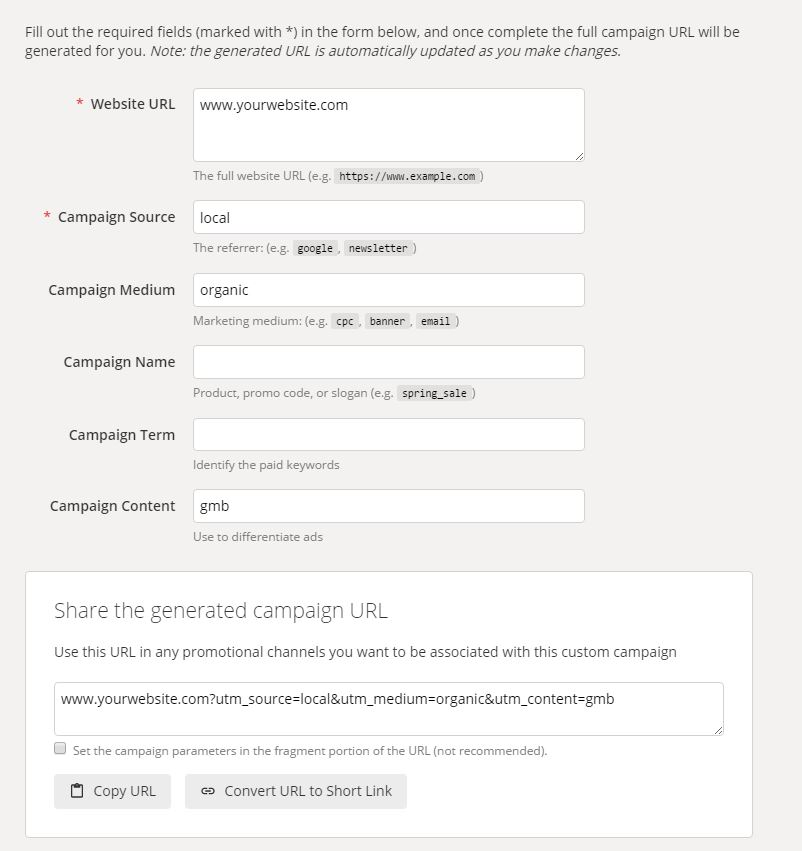 Fill out the required fields (marked with *) in the form below, and once complete the full campaign URL will be
generated for you. Note: the generated URL is automatically updated as you make changes.
* Website URL
www.yourwebsite.com
The full website URL (e.g. https://www.example.com )
* Campaign Source
local
The referrer: (e.g. google , newsletter )
Campaign Medium
organic
Marketing medium: (e.g. cpc , banner , email )
Campaign Name
Product, promo code, or slogan (e.g. spring_sale )
Campaign Term
Identify the paid keywords
Campaign Content
gmb
Use to differentiate ads
Share the generated campaign URL
Use this URL in any promotional channels you want to be associated with this custom campaign
www.yourwebsite.com?utm_source=local&utm_medium=organic&utm_content=gmb
Set the campaign parameters in the fragment portion of the URL (not recommended).
Copy URL
Convert URL to Short Link